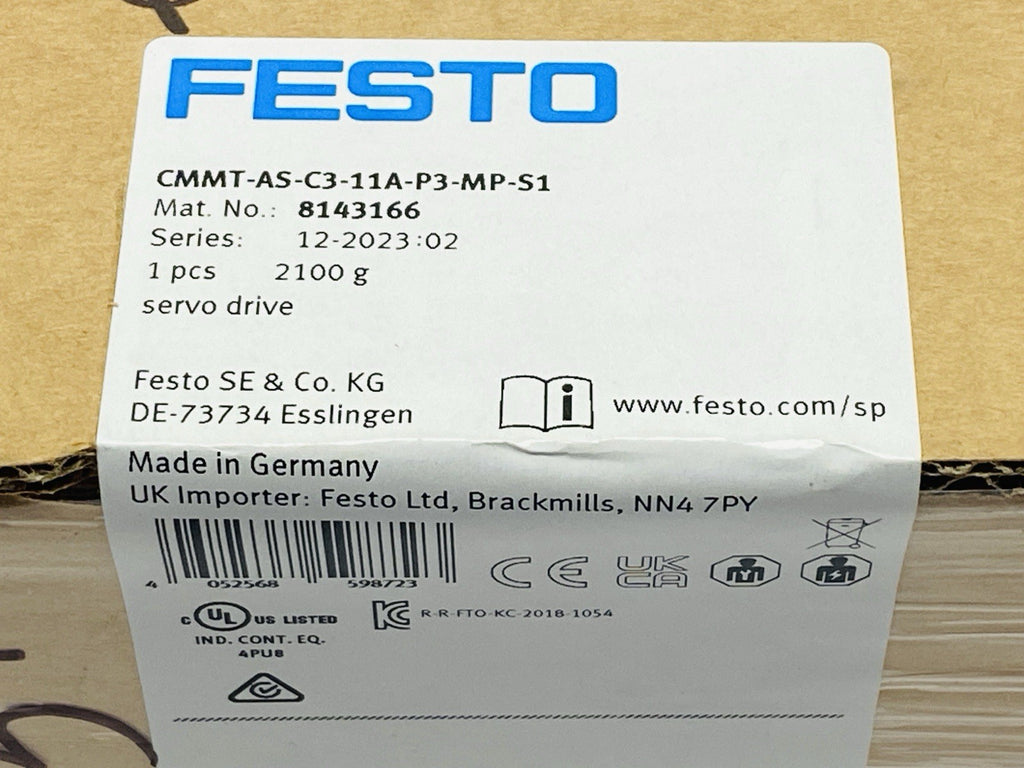 FESTO
CMMT-AS-C3-11A-P3-MP-S1
Mat. No.: 8143166
Series: 12-2023:02
1 pcs 2100 g
servo drive
Festo SE & Co. KG
DE-73734 Esslingen
i www.festo.com/sp
Made in Germany
UK Importer: Festo Ltd, Brackmills, NN4 7PY
4 052568 598723
CE UK CA
c UL US LISTED
IND. CONT. EQ.
4PU8
KC R-R-FTO-KC-2018-1054